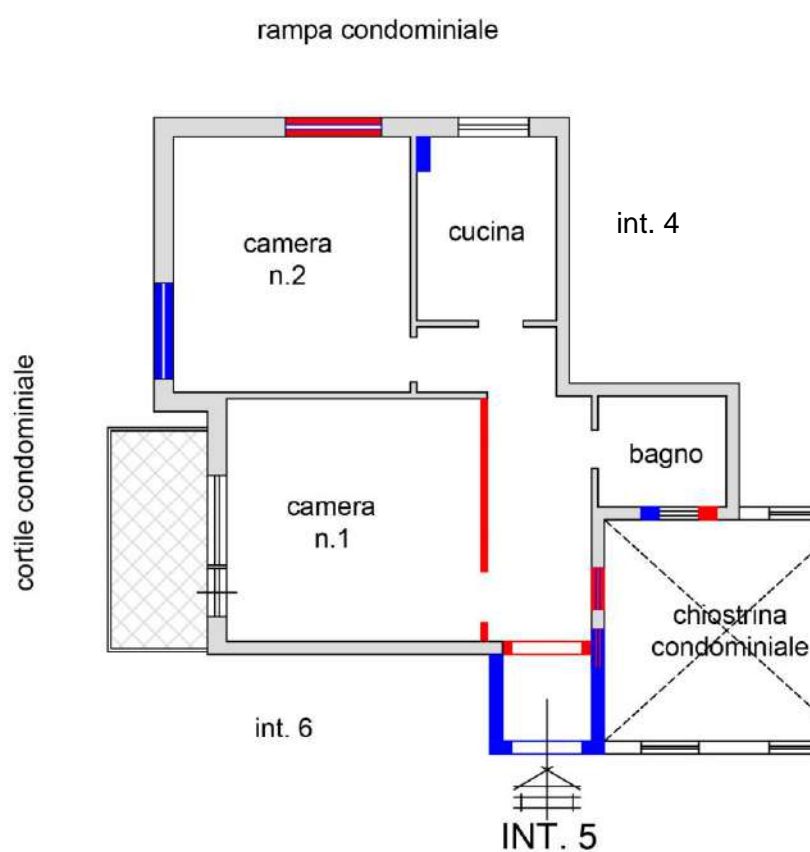 rampa condominiale
cucina
int. 4
camera
n.2
cortile condominiale
bagno
camera
n.1
chiostrina
condominiale
int. 6
INT. 5